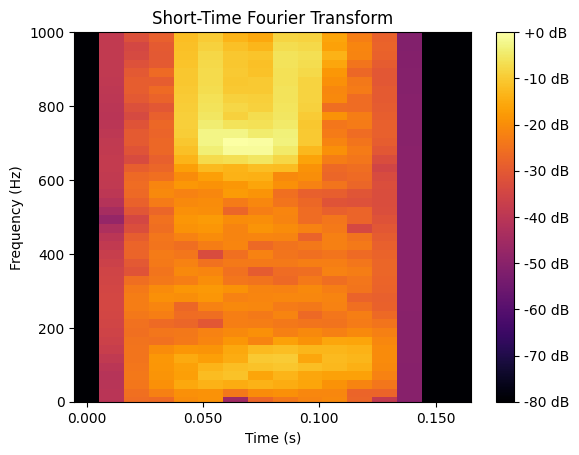 Short-Time Fourier Transform
1000
800
600
400
200
0
Frequency (Hz)
0.000
0.050
0.100
0.150
Time (s)
+0 dB
-10 dB
-20 dB
-30 dB
-40 dB
-50 dB
-60 dB
-70 dB
-80 dB